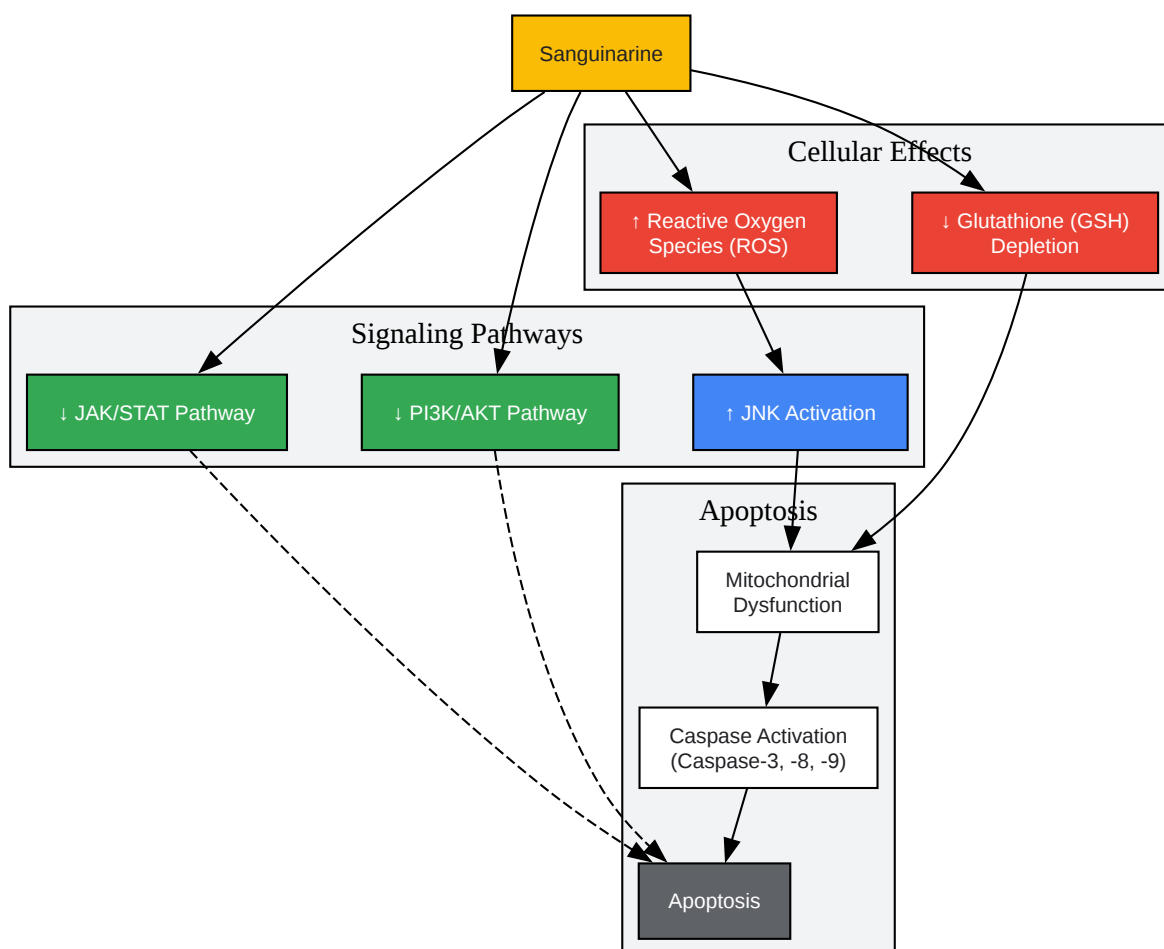 Sanguinarine
Cellular Effects
↑ Reactive Oxygen
Species (ROS)
↓ Glutathione (GSH)
Depletion
Signaling Pathways
↓ JAK/STAT Pathway
↓ PI3K/AKT Pathway
↑ JNK Activation
Apoptosis
Mitochondrial
Dysfunction
Caspase Activation
(Caspase-3, -8, -9)
Apoptosis